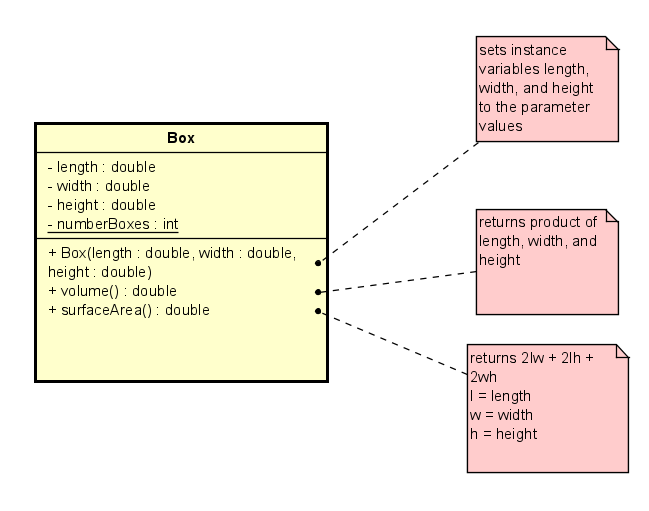 Box
- length : double
- width : double
- height : double
- numberBoxes : int
+ Box(length : double, width : double,
height : double)
+ volume() : double
+ surfaceArea() : double
sets instance
variables length,
width, and height
to the parameter
values
returns product of
length, width, and
height
returns 2lw + 2lh +
2wh
l = length
w = width
h = height